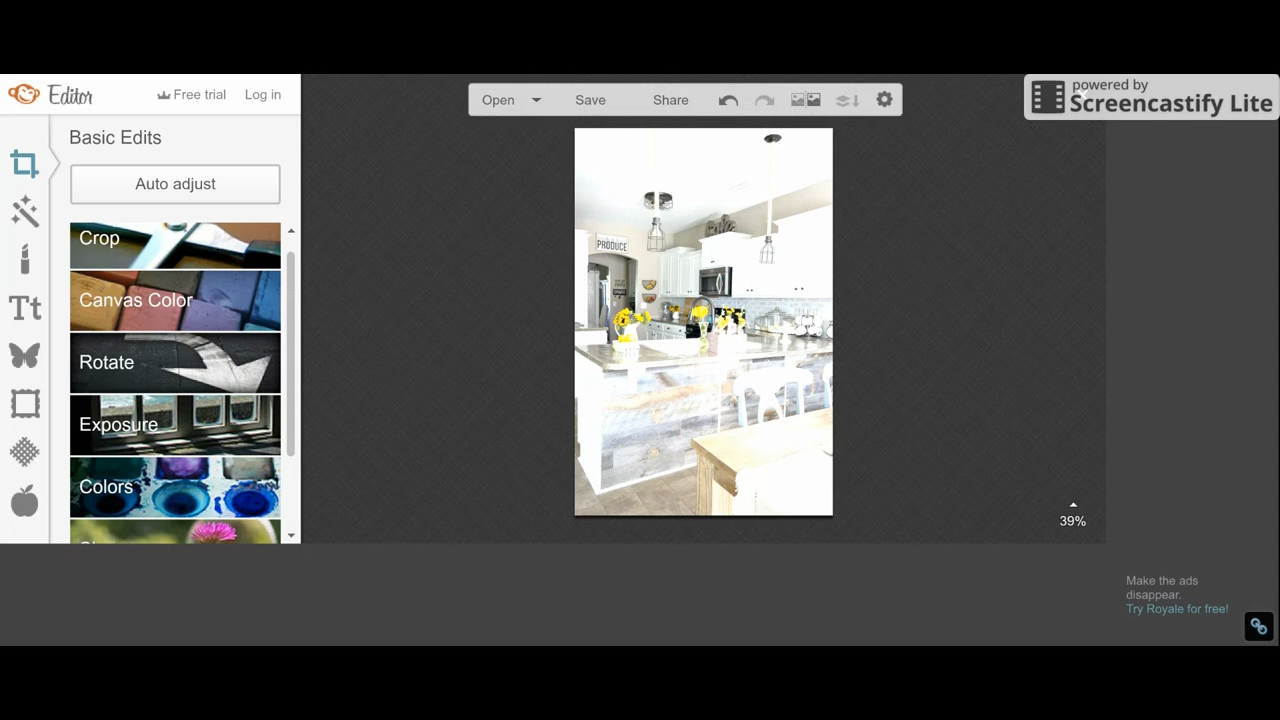 Editor
Free trial
Log in
Open
Save
Share
powered by
Screencastify Lite
Basic Edits
Auto adjust
Crop
Canvas Color
Rotate
Exposure
Colors
Tt
PRODUCE
39%
Make the ads
disappear.
Try Royale for free!